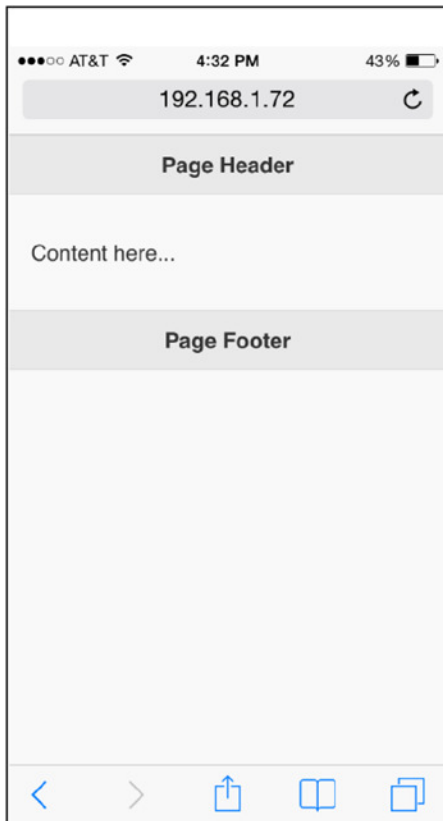 AT&T 4:32 PM 43%
192.168.1.72
Page Header
Content here...
Page Footer